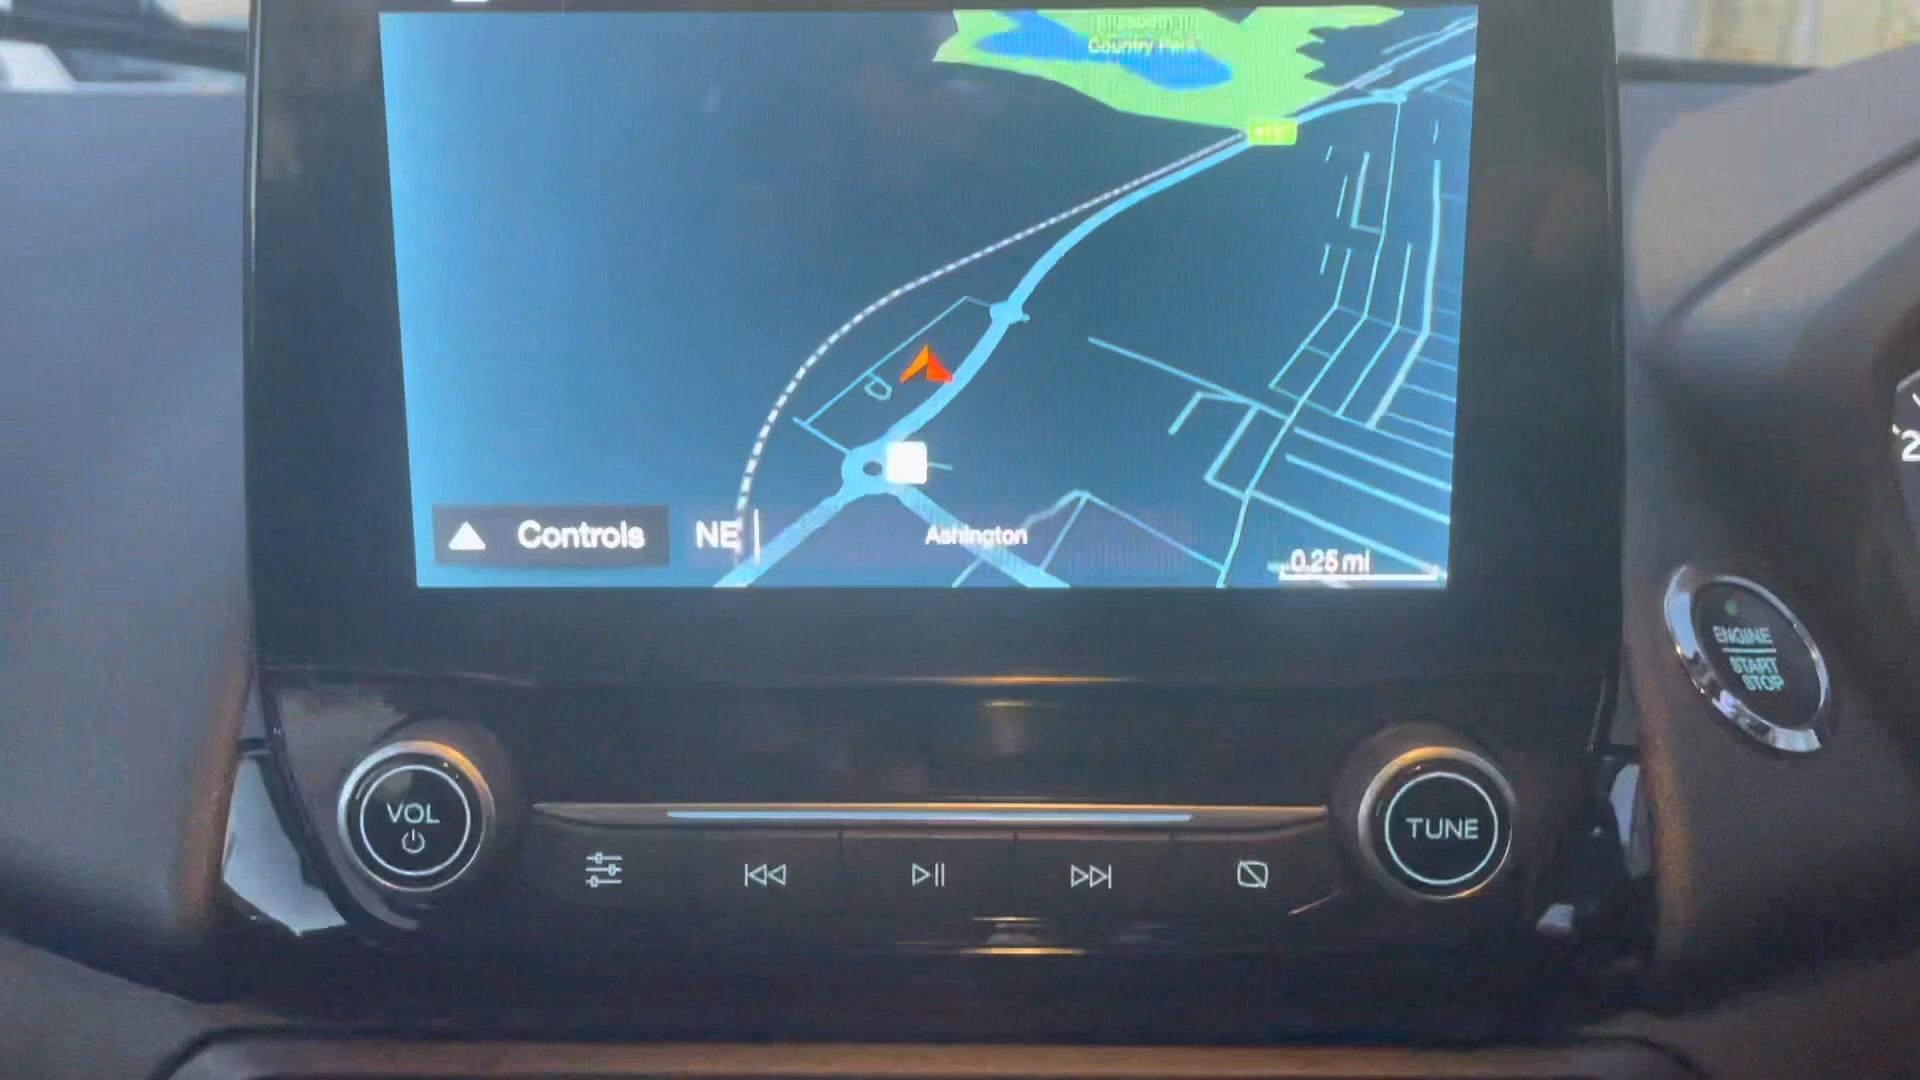 Country Park
Controls
NE
Ashington
0.25 mi
ENGINE
START
STOP
VOL
TUNE